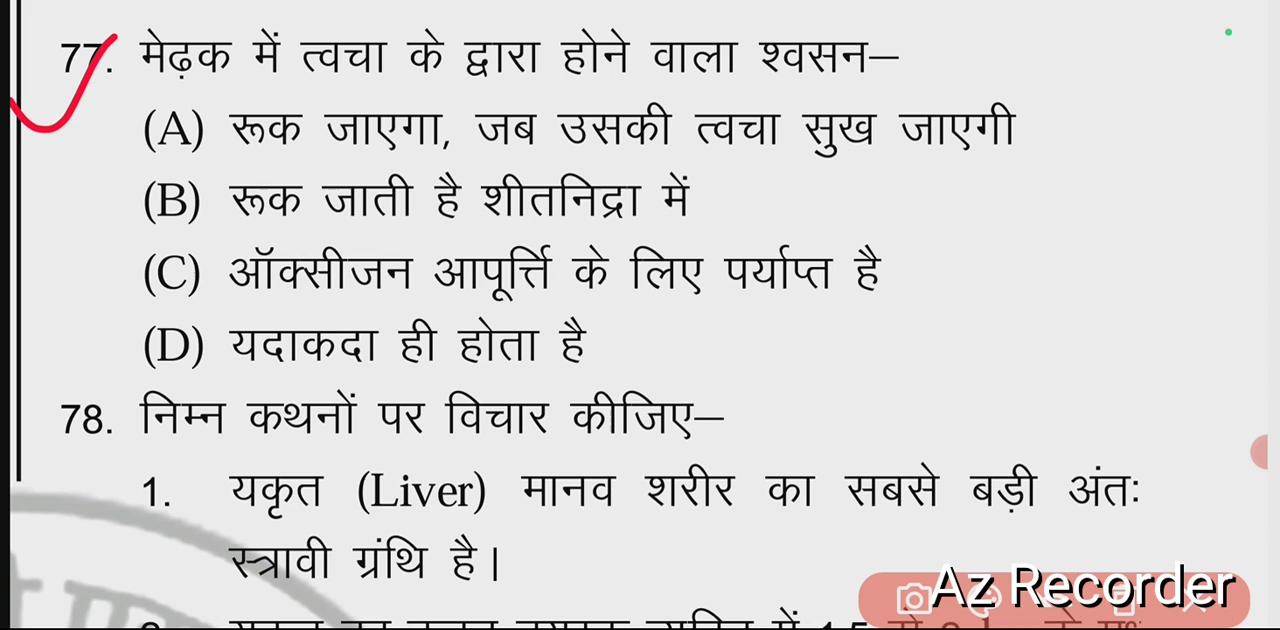 77. मेढ़क में त्वचा के द्वारा होने वाला श्वसन–
(A) रूक जाएगा, जब उसकी त्वचा सुख जाएगी
(B) रूक जाती है शीतनिद्रा में
(C) ऑक्सीजन आपूर्त्ति के लिए पर्याप्त है
(D) यदाकदा ही होता है
78. निम्न कथनों पर विचार कीजिए–
1. यकृत (Liver) मानव शरीर का सबसे बड़ी अंतः
स्त्रावी ग्रंथि है।
Az Recorder